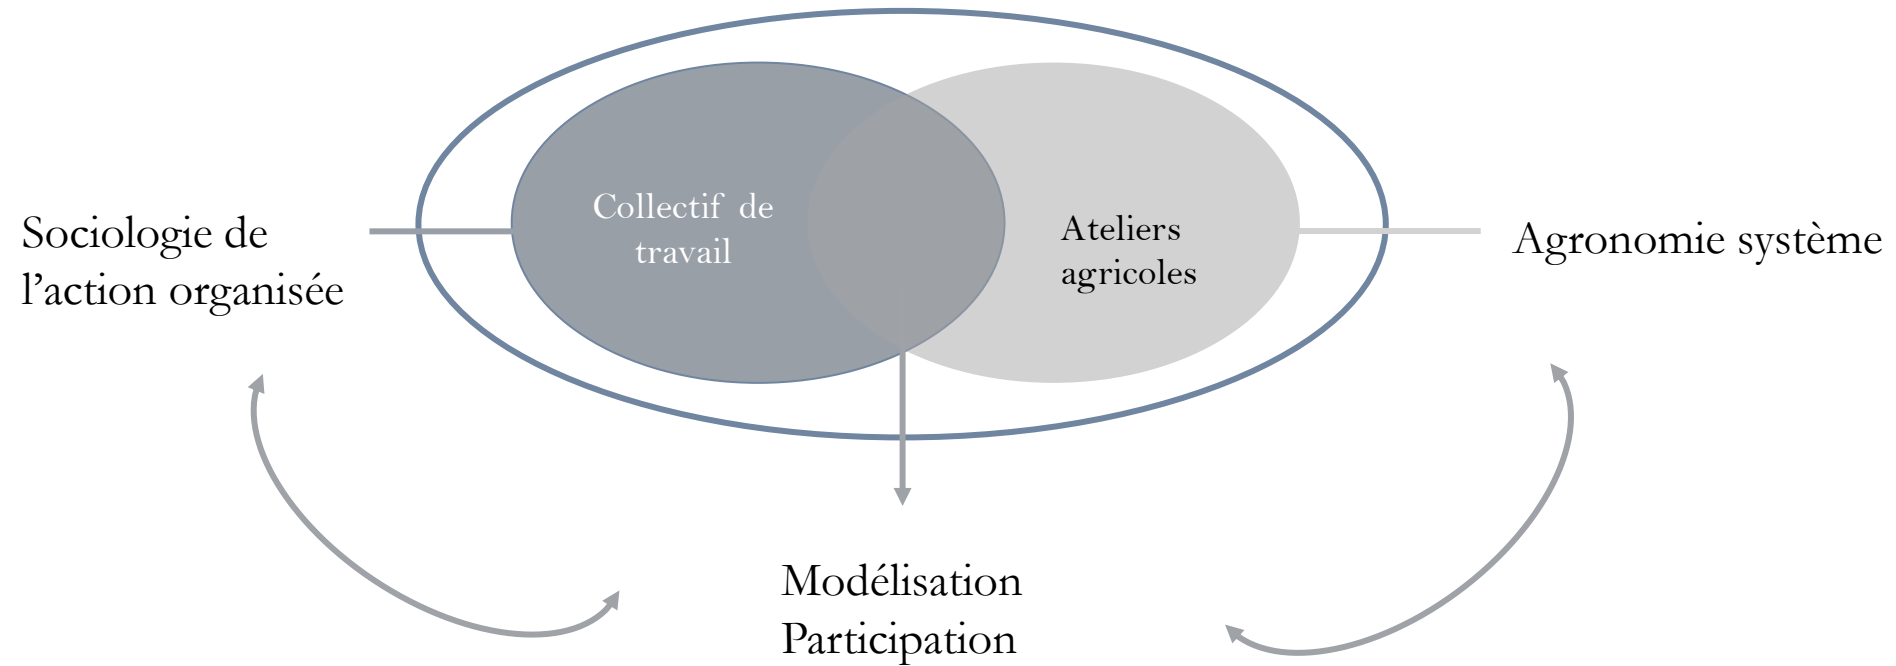 Sociologie de
l’action organisée
Collectif de
travail
Ateliers
agricoles
Agronomie système
Modélisation
Participation